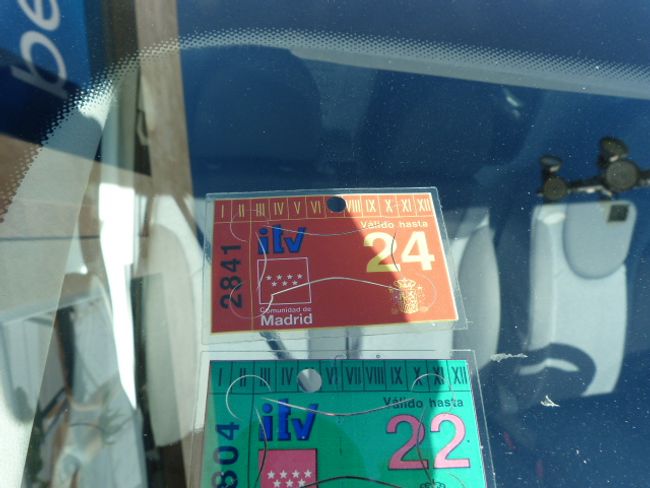 be
I II III IV V VI VIII IX X XI XII
Válido hasta
itv
24
2841
Comunidad de
Madrid
I II III IV VI VII VIII IX X XI XII
Válido hasta
itv
22
804